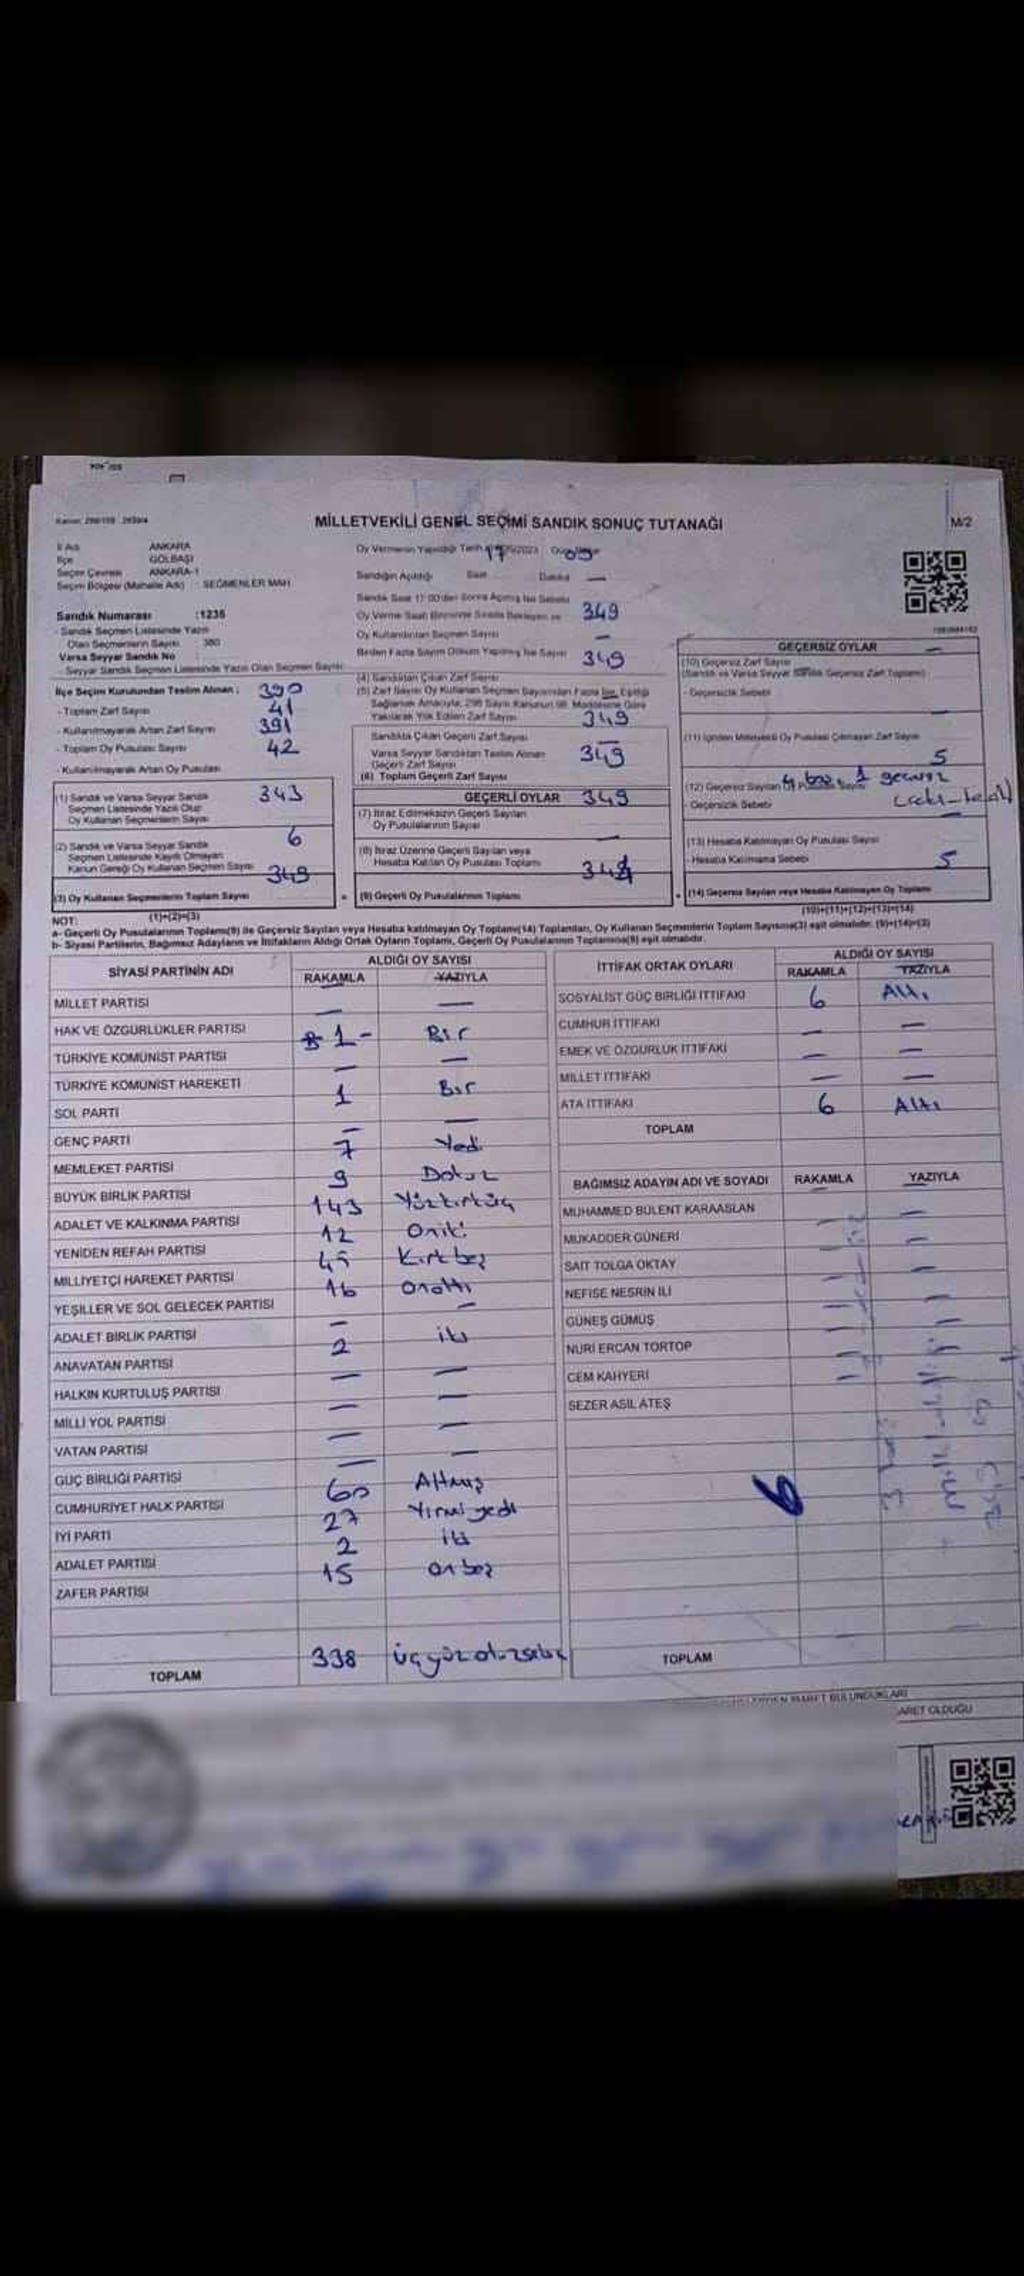 MİLLETVEKİLİ GENEL SEÇİMİ SANDIK SONUÇ TUTANAĞI
M/2
İl Adı ANKARA
İlçe GÖLBAŞI
Seçim Çevresi ANKARA-1
Seçim Bölgesi (Mahalle Adı) : SEĞMENLER MAH
Sandık Numarası :1236
- Sandık Seçmen Listesinde Yazılı
Olan Seçmenlerin Sayısı : 380
Varsa Seyyar Sandık No
- Seyyar Sandık Seçmen Listesinde Yazılı Olan Seçmen Sayısı
İlçe Seçim Kurulundan Teslim Alınan : 390
- Toplam Zarf Sayısı 41
- Kullanılmayarak Artan Zarf Sayısı 391
- Toplam Oy Pusulası Sayısı 42
- Kullanılmayarak Artan Oy Pusulası
(1) Sandık ve Varsa Seyyar Sandık 343
Seçmen Listesinde Yazılı Olup
Oy Kullanan Seçmenlerin Sayısı
(2) Sandık ve Varsa Seyyar Sandık 6
Seçmen Listesinde Kayıtlı Olmayan
Kanun Gereği Oy Kullanan Seçmen Sayısı 349
(3) Oy Kullanan Seçmenlerin Toplam Sayısı
(1)+(2)=(3)
Sandığın Açıldığı Saat Dakika —
Sandık Saat 17:00'den Sonra Açılmış İse Sebebi
349
Oy Kullandırılan Seçmen Sayısı —
Birden Fazla Sayım Döküm Yapılmış İse Sayısı 349
(4) Sandıktan Çıkan Zarf Sayısı
(5) Zarf Sayısı Oy Kullanan Seçmen Sayısından Fazla İse, Eşitliği
Sağlamak Amacıyla, 298 Sayılı Kanunun 98. Maddesine Göre
Yakılarak Yok Edilen Zarf Sayısı 349
Sandıkta Çıkan Geçerli Zarf Sayısı —
Varsa Seyyar Sandıktan Teslim Alınan 349
Geçerli Zarf Sayısı
(6) Toplam Geçerli Zarf Sayısı
GEÇERLİ OYLAR 349
(7) İtiraz Edilmeksizin Geçerli Sayılan
Oy Pusulalarının Sayısı
(8) İtiraz Üzerine Geçerli Sayılan veya —
Hesaba Katılan Oy Pusulası Toplamı
(9) Geçerli Oy Pusulalarının Toplamı
GEÇERSİZ OYLAR
(10) Geçersiz Zarf Sayısı
(Sandık ve Varsa Seyyar Sandık Geçersiz Zarf Toplamı)
- Geçersizlik Sebebi
(11) İçinden Milletvekili Oy Pusulası Çıkmayan Zarf Sayısı
5
(12) Geçersiz Sayılan Oy Pusulası Sayısı
- Geçersizlik Sebebi
(13) Hesaba Katılmayan Oy Pusulası Sayısı
- Hesaba Katılmama Sebebi 5
(14) Geçersiz Sayılan veya Hesaba Katılmayan Oy Toplamı
(10)+(11)+(12)+(13)=(14)
NOT:
a- Geçerli Oy Pusulalarının Toplamı(9) ile Geçersiz Sayılan veya Hesaba katılmayan Oy Toplamı(14) Toplamları, Oy Kullanan Seçmenlerin Toplam Sayısına(3) eşit olmalıdır. (9)+(14)=(3)
b- Siyasi Partilerin, Bağımsız Adayların ve İttifakların Aldığı Ortak Oyların Toplamı, Geçerli Oy Pusulalarının Toplamına(9) eşit olmalıdır.
SİYASİ PARTİNİN ADI ALDIĞI OY SAYISI
RAKAMLA YAZIYLA
MİLLET PARTİSİ — —
HAK VE ÖZGÜRLÜKLER PARTİSİ 1 - Bir
TÜRKİYE KOMÜNİST PARTİSİ — —
TÜRKİYE KOMÜNİST HAREKETİ 1 Bir
SOL PARTİ — —
GENÇ PARTİ 7 Yedi
MEMLEKET PARTİSİ 9 Dokuz
BÜYÜK BİRLİK PARTİSİ 143 Yüzkırküç
ADALET VE KALKINMA PARTİSİ 12 Oniki
YENİDEN REFAH PARTİSİ 45 Kırkbeş
MİLLİYETÇİ HAREKET PARTİSİ 16 Onaltı
YEŞİLLER VE SOL GELECEK PARTİSİ — —
ADALET BİRLİK PARTİSİ 2 iki
ANAVATAN PARTİSİ — —
HALKIN KURTULUŞ PARTİSİ — —
MİLLİ YOL PARTİSİ — —
VATAN PARTİSİ — —
GÜÇ BİRLİĞİ PARTİSİ 60 Altmış
CUMHURİYET HALK PARTİSİ 27 Yirmiyedi
İYİ PARTİ 2 iki
ADALET PARTİSİ 15 onbeş
ZAFER PARTİSİ
TOPLAM 338 üçyüzotuzsekiz
İTTİFAK ORTAK OYLARI ALDIĞI OY SAYISI
RAKAMLA YAZIYLA
SOSYALİST GÜÇ BİRLİĞİ İTTİFAKI 6 Altı
CUMHUR İTTİFAKI — —
EMEK VE ÖZGÜRLÜK İTTİFAKI — —
MİLLET İTTİFAKI — —
ATA İTTİFAKI 6 Altı
TOPLAM
BAĞIMSIZ ADAYIN ADI VE SOYADI RAKAMLA YAZIYLA
MUHAMMED BÜLENT KARAASLAN
MUKADDER GÜNERİ
SAİT TOLGA OKTAY
NEFİSE NESRİN İLİ
GÜNEŞ GÜMÜŞ
NURİ ERCAN TORTOP
CEM KAHYERİ
SEZER ASIL ATEŞ
6
TOPLAM